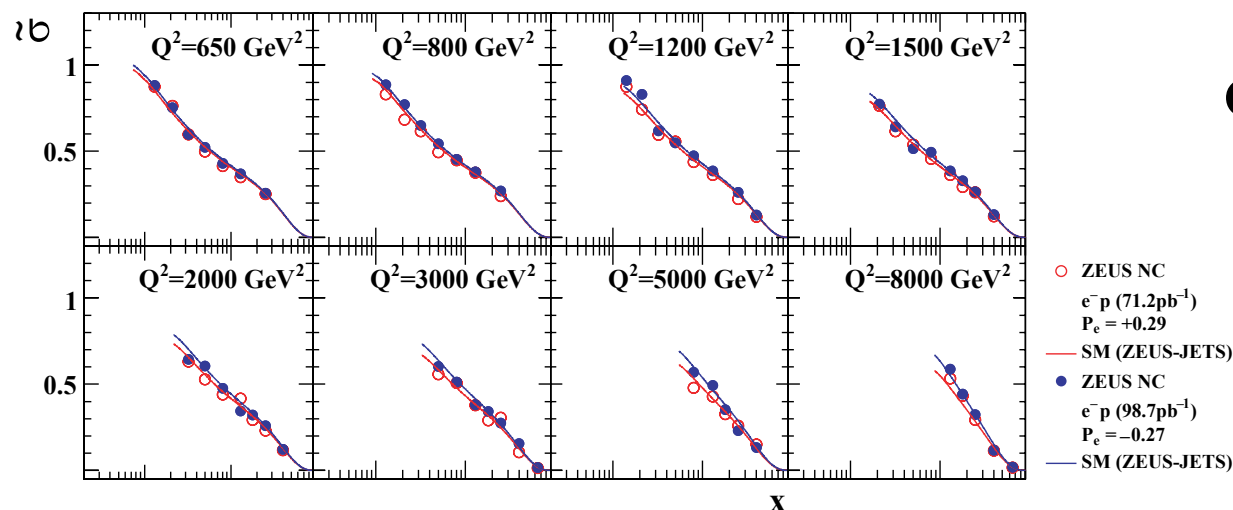 σ̃
Q²=650 GeV²
Q²=800 GeV²
Q²=1200 GeV²
Q²=1500 GeV²
1
0.5
Q²=2000 GeV²
Q²=3000 GeV²
Q²=5000 GeV²
Q²=8000 GeV²
1
0.5
0
x
ZEUS NC
e⁻p (71.2pb⁻¹)
Pₑ = +0.29
SM (ZEUS-JETS)
ZEUS NC
e⁻p (98.7pb⁻¹)
Pₑ = –0.27
SM (ZEUS-JETS)